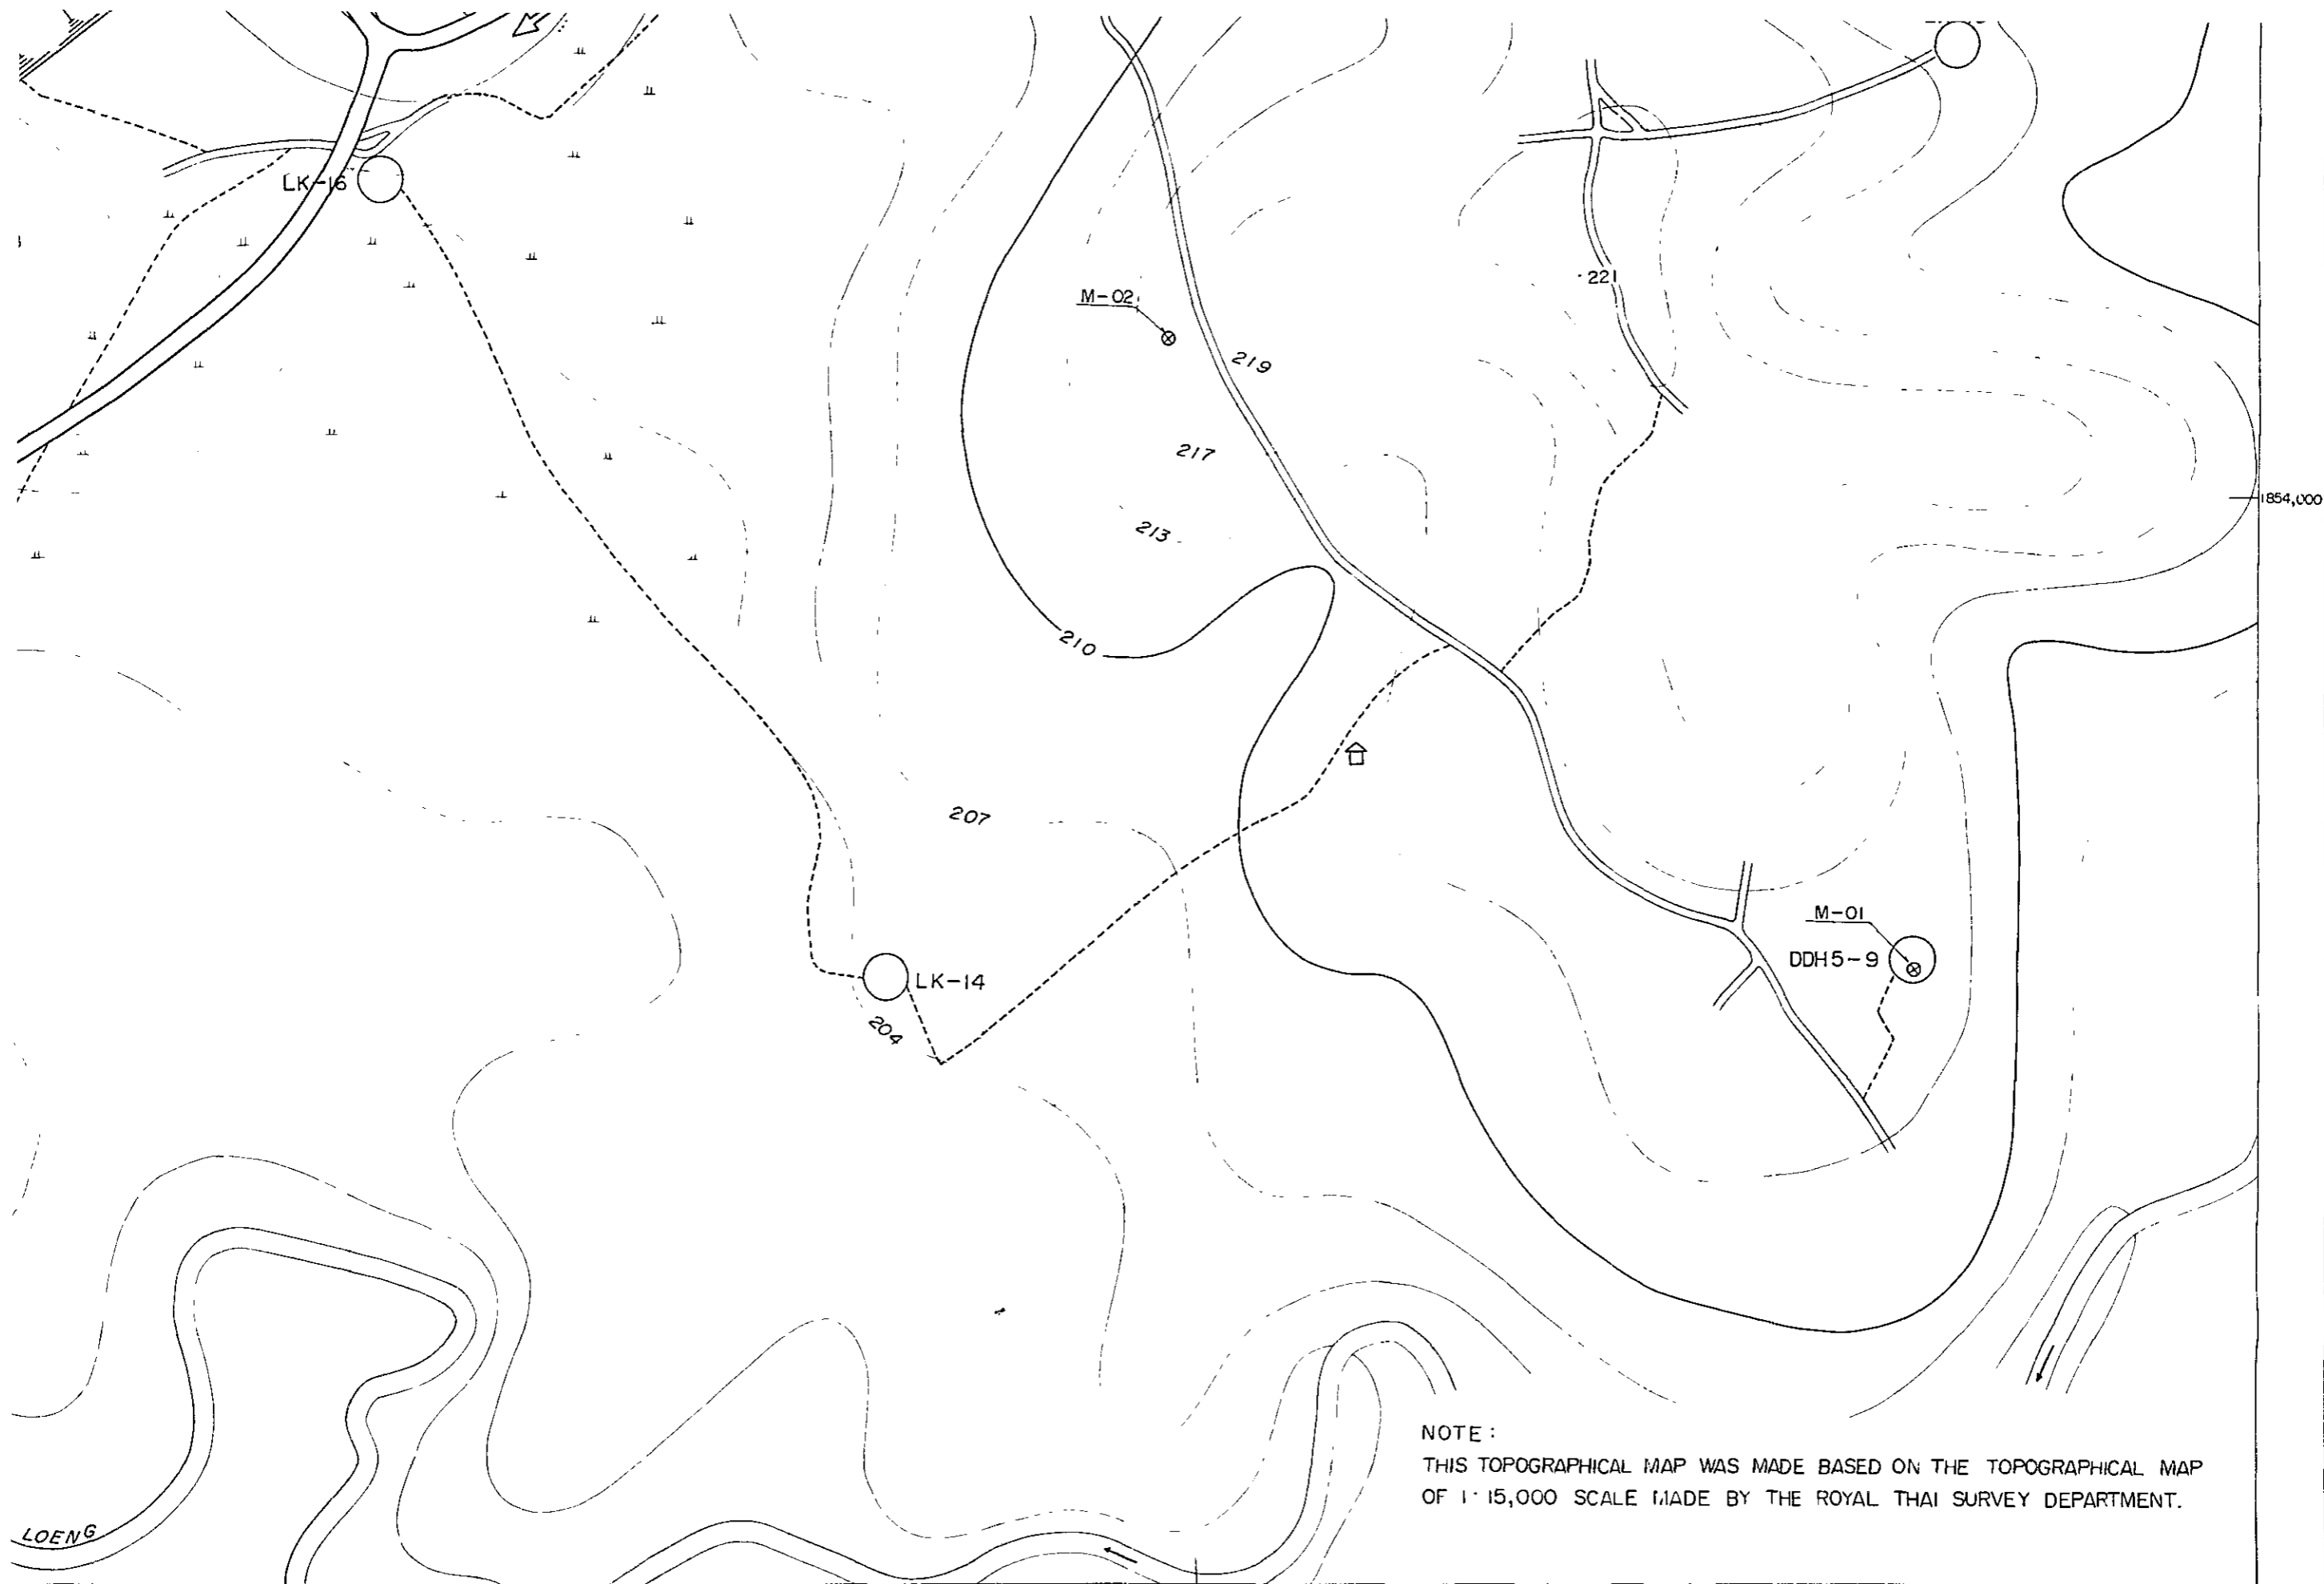 LK-16
·221
M-02
219
217
1854,000
213
210
207
M-01
DDH5-9
LK-14
204
NOTE:
THIS TOPOGRAPHICAL MAP WAS MADE BASED ON THE TOPOGRAPHICAL MAP
OF 1:15,000 SCALE MADE BY THE ROYAL THAI SURVEY DEPARTMENT.
LOENG